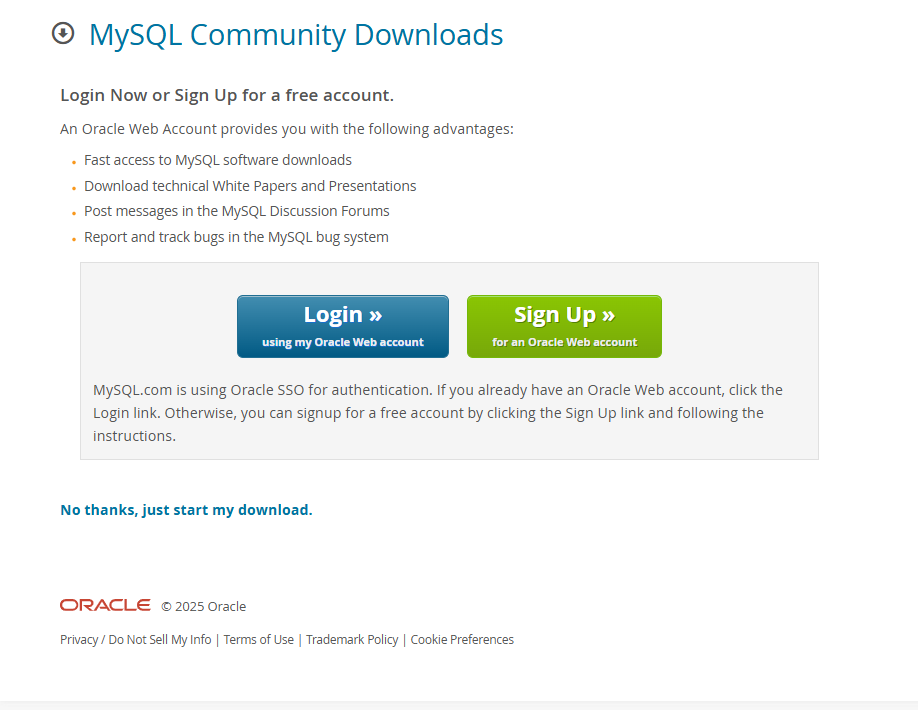 MySQL Community Downloads
Login Now or Sign Up for a free account.
An Oracle Web Account provides you with the following advantages:
Fast access to MySQL software downloads
Download technical White Papers and Presentations
Post messages in the MySQL Discussion Forums
Report and track bugs in the MySQL bug system
Login »
using my Oracle Web account
Sign Up »
for an Oracle Web account
MySQL.com is using Oracle SSO for authentication. If you already have an Oracle Web account, click the
Login link. Otherwise, you can signup for a free account by clicking the Sign Up link and following the
instructions.
No thanks, just start my download.
ORACLE © 2025 Oracle
Privacy / Do Not Sell My Info | Terms of Use | Trademark Policy | Cookie Preferences